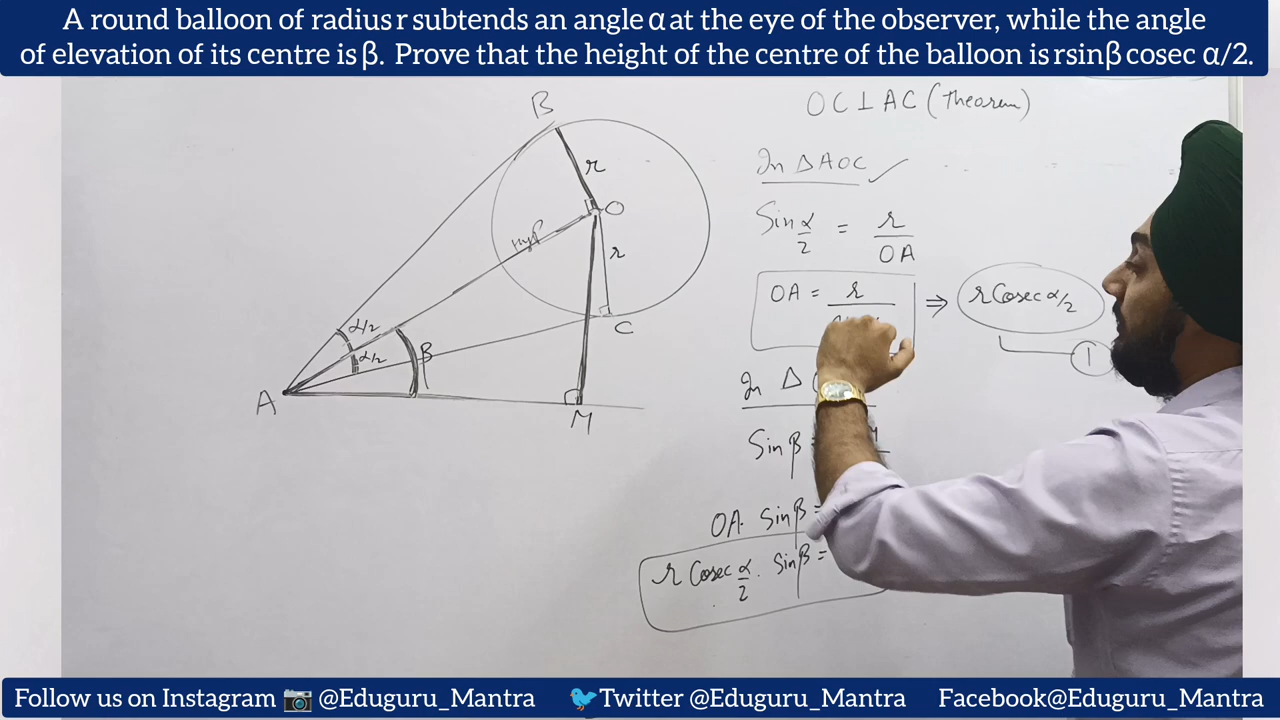 A round balloon of radius r subtends an angle α at the eye of the observer, while the angle
of elevation of its centre is β. Prove that the height of the centre of the balloon is rsinβ cosec α/2.
B
r
O
hyp
r
C
α/2
α/2
β
A
M
OC⊥AC (Theorem)
In △AOC ✓
Sin α/2 = r/OA
OA = r
⇒ r Cosec α/2
1
In △
Sin β =
OA. Sin β =
r Cosec α/2 . Sin β =
Follow us on Instagram 📷 @Eduguru_Mantra 🐦Twitter @Eduguru_Mantra Facebook@Eduguru_Mantra